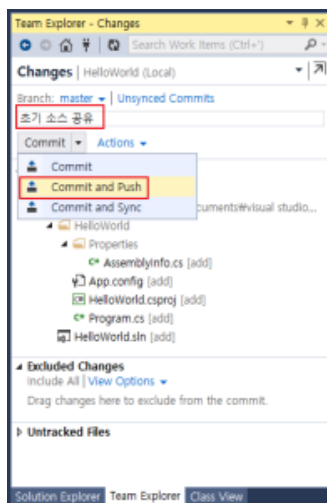 Team Explorer - Changes
Search Work Items (Ctrl+')
Changes | HelloWorld (Local)
Branch: master | Unsynced Commits
초기 소스 공유
Commit Actions
Commit
Commit and Push
Commit and Sync
cuments₩visual studio...
HelloWorld
Properties
C# AssemblyInfo.cs [add]
App.config [add]
HelloWorld.csproj [add]
C# Program.cs [add]
HelloWorld.sln [add]
Excluded Changes
Include All | View Options
Drag changes here to exclude from the commit.
Untracked Files
Solution Explorer Team Explorer Class View